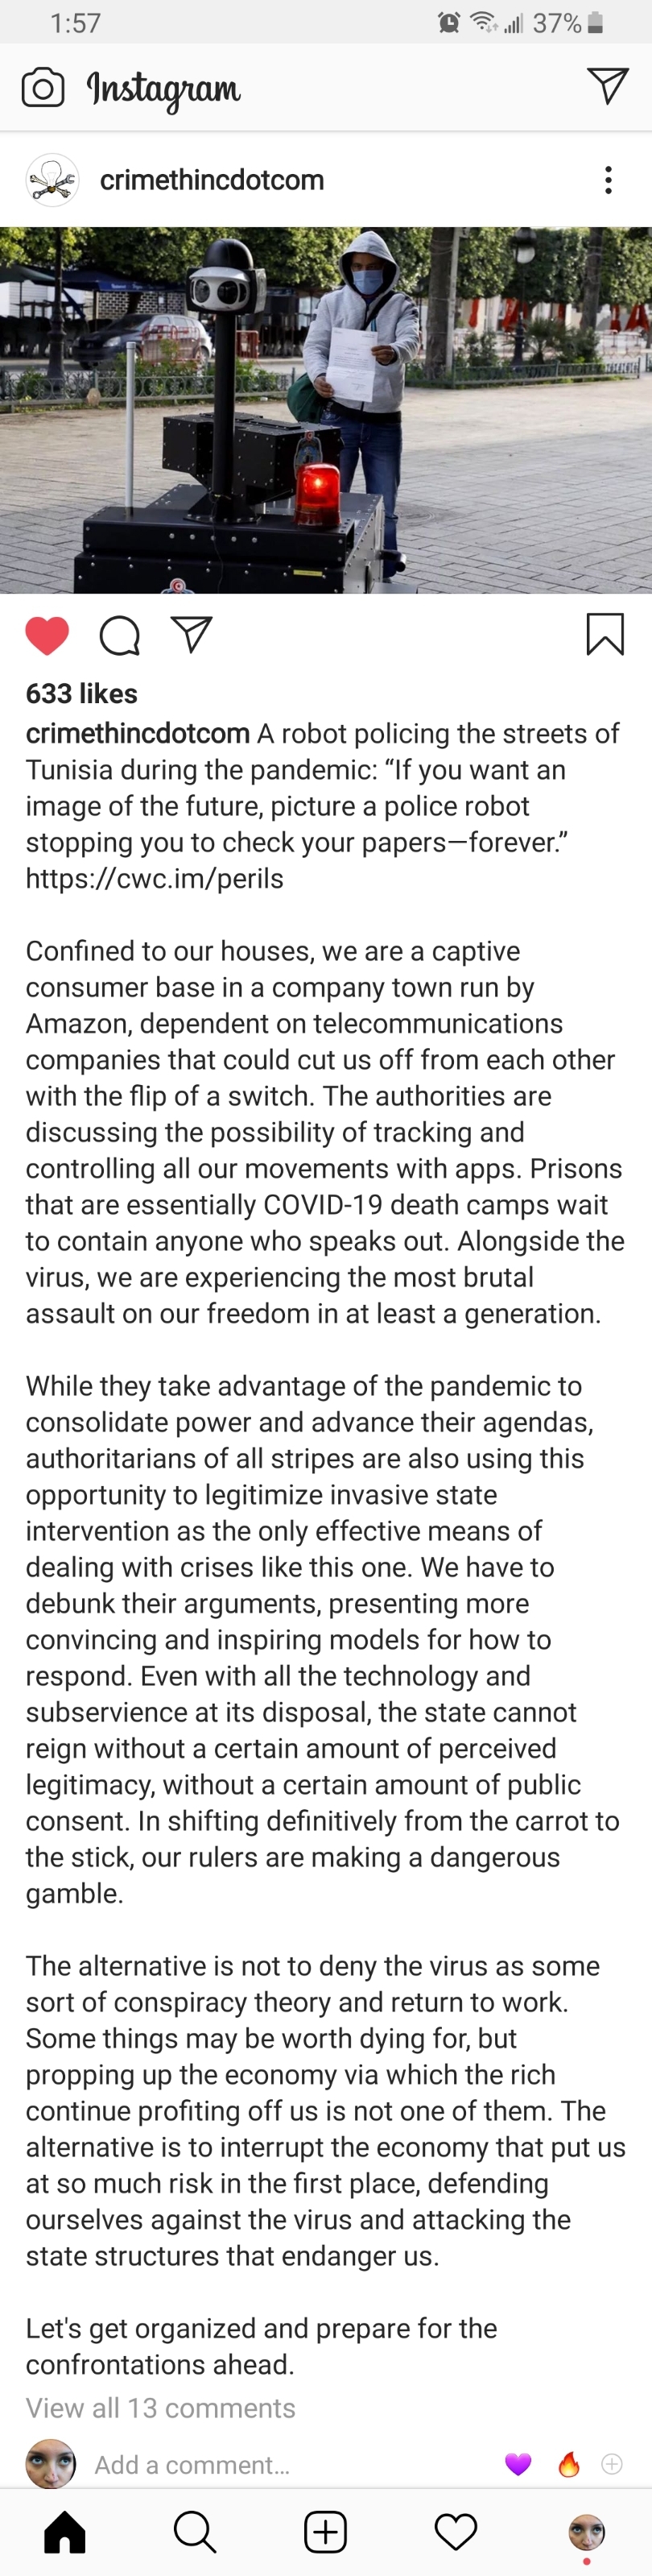 1:57
37%
Instagram
crimethincdotcom
633 likes
crimethincdotcom A robot policing the streets of
Tunisia during the pandemic: “If you want an
image of the future, picture a police robot
stopping you to check your papers—forever.”
https://cwc.im/perils
Confined to our houses, we are a captive
consumer base in a company town run by
Amazon, dependent on telecommunications
companies that could cut us off from each other
with the flip of a switch. The authorities are
discussing the possibility of tracking and
controlling all our movements with apps. Prisons
that are essentially COVID-19 death camps wait
to contain anyone who speaks out. Alongside the
virus, we are experiencing the most brutal
assault on our freedom in at least a generation.
While they take advantage of the pandemic to
consolidate power and advance their agendas,
authoritarians of all stripes are also using this
opportunity to legitimize invasive state
intervention as the only effective means of
dealing with crises like this one. We have to
debunk their arguments, presenting more
convincing and inspiring models for how to
respond. Even with all the technology and
subservience at its disposal, the state cannot
reign without a certain amount of perceived
legitimacy, without a certain amount of public
consent. In shifting definitively from the carrot to
the stick, our rulers are making a dangerous
gamble.
The alternative is not to deny the virus as some
sort of conspiracy theory and return to work.
Some things may be worth dying for, but
propping up the economy via which the rich
continue profiting off us is not one of them. The
alternative is to interrupt the economy that put us
at so much risk in the first place, defending
ourselves against the virus and attacking the
state structures that endanger us.
Let's get organized and prepare for the
confrontations ahead.
View all 13 comments
Add a comment...